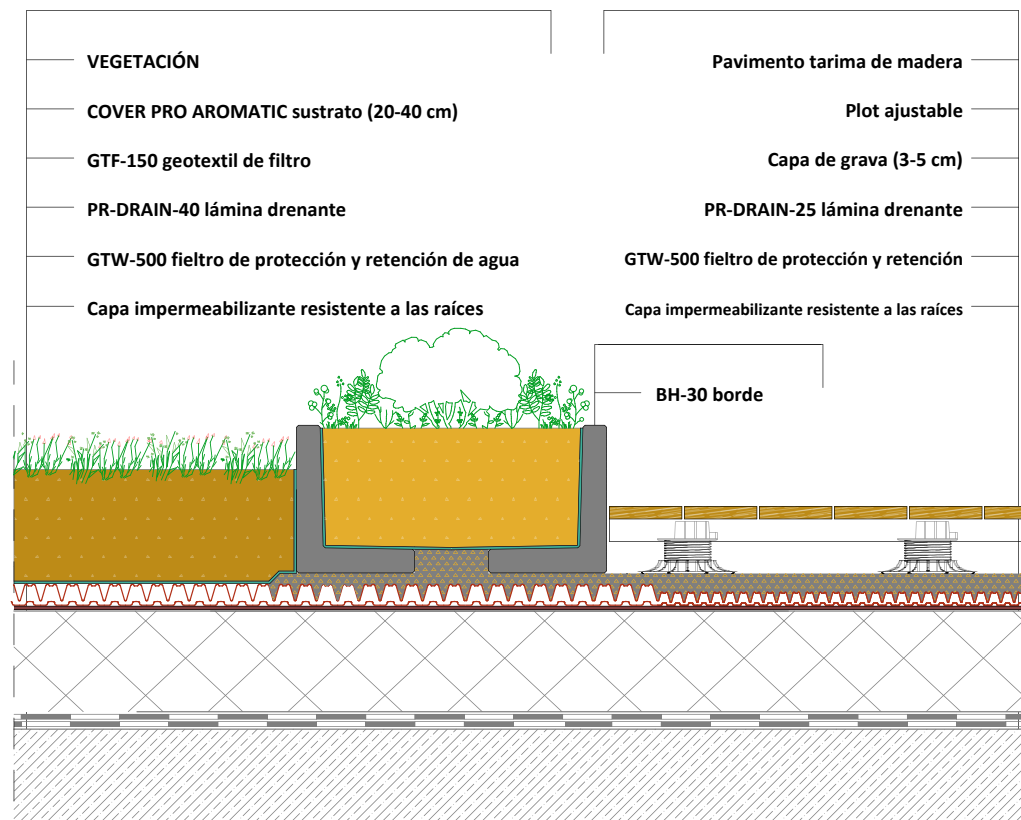 VEGETACIÓN
COVER PRO AROMATIC sustrato (20-40 cm)
GTF-150 geotextil de filtro
PR-DRAIN-40 lámina drenante
GTW-500 fieltro de protección y retención de agua
Capa impermeabilizante resistente a las raíces
Pavimento tarima de madera
Plot ajustable
Capa de grava (3-5 cm)
PR-DRAIN-25 lámina drenante
GTW-500 fieltro de protección y retención
Capa impermeabilizante resistente a las raíces
BH-30 borde